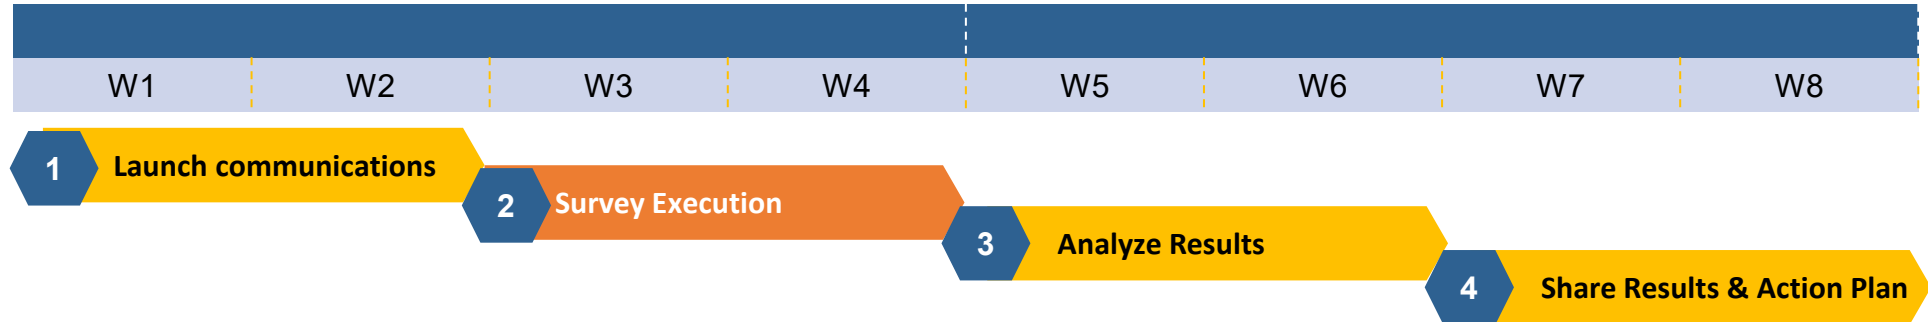 W1 W2 W3 W4 W5 W6 W7 W8
1 Launch communications
2 Survey Execution
3 Analyze Results
4 Share Results & Action Plan